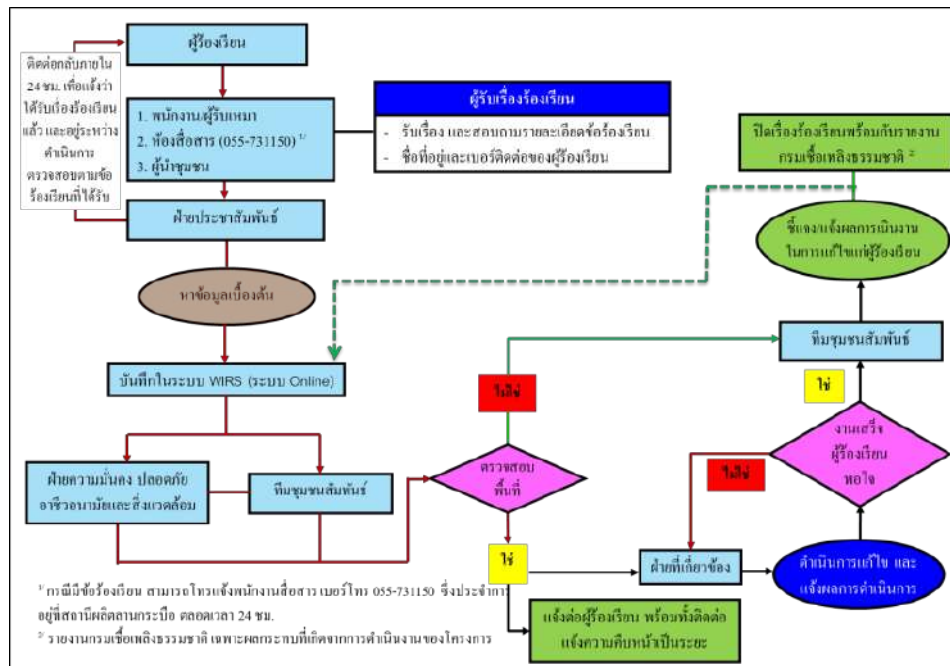 ผู้ร้องเรียน
ติดต่อกลับภายใน
24 ชม. เพื่อแจ้งว่า
ได้รับเรื่องร้องเรียน
แล้ว และอยู่ระหว่าง
ดำเนินการ
ตรวจสอบตามข้อ
ร้องเรียนที่ได้รับ
1. พนักงาน/ผู้รับเหมา
2. ห้องสื่อสาร (055-731150) 1/
3. ผู้นำชุมชน
ผู้รับเรื่องร้องเรียน
- รับเรื่อง และสอบถามรายละเอียดข้อร้องเรียน
- ชื่อที่อยู่และเบอร์ติดต่อของผู้ร้องเรียน
ปิดเรื่องร้องเรียนพร้อมกับรายงาน
กรมเชื้อเพลิงธรรมชาติ 2/
ฝ่ายประชาสัมพันธ์
ชี้แจง/แจ้งผลการเนินงาน
ในการแก้ไขแก่ผู้ร้องเรียน
หาข้อมูลเบื้องต้น
ทีมชุมชนสัมพันธ์
บันทึกในระบบ WIRS (ระบบ Online)
ไม่ใช่
ใช่
งานเสร็จ
ผู้ร้องเรียน
พอใจ
ฝ่ายความมั่นคง ปลอดภัย
อาชีวอนามัยและสิ่งแวดล้อม
ทีมชุมชนสัมพันธ์
ตรวจสอบ
พื้นที่
ไม่ใช่
ใช่
ฝ่ายที่เกี่ยวข้อง
ดำเนินการแก้ไข และ
แจ้งผลการดำเนินการ
แจ้งต่อผู้ร้องเรียน พร้อมทั้งติดต่อ
แจ้งความคืบหน้าเป็นระยะ
1/ กรณีมีข้อร้องเรียน สามารถโทรแจ้งพนักงานสื่อสาร เบอร์โทร 055-731150 ซึ่งประจำการ
อยู่ที่สถานีผลิตลานกระบือ ตลอดเวลา 24 ชม.
2/ รายงานกรมเชื้อเพลิงธรรมชาติ เฉพาะผลกระทบที่เกิดจากการดำเนินงานของโครงการ